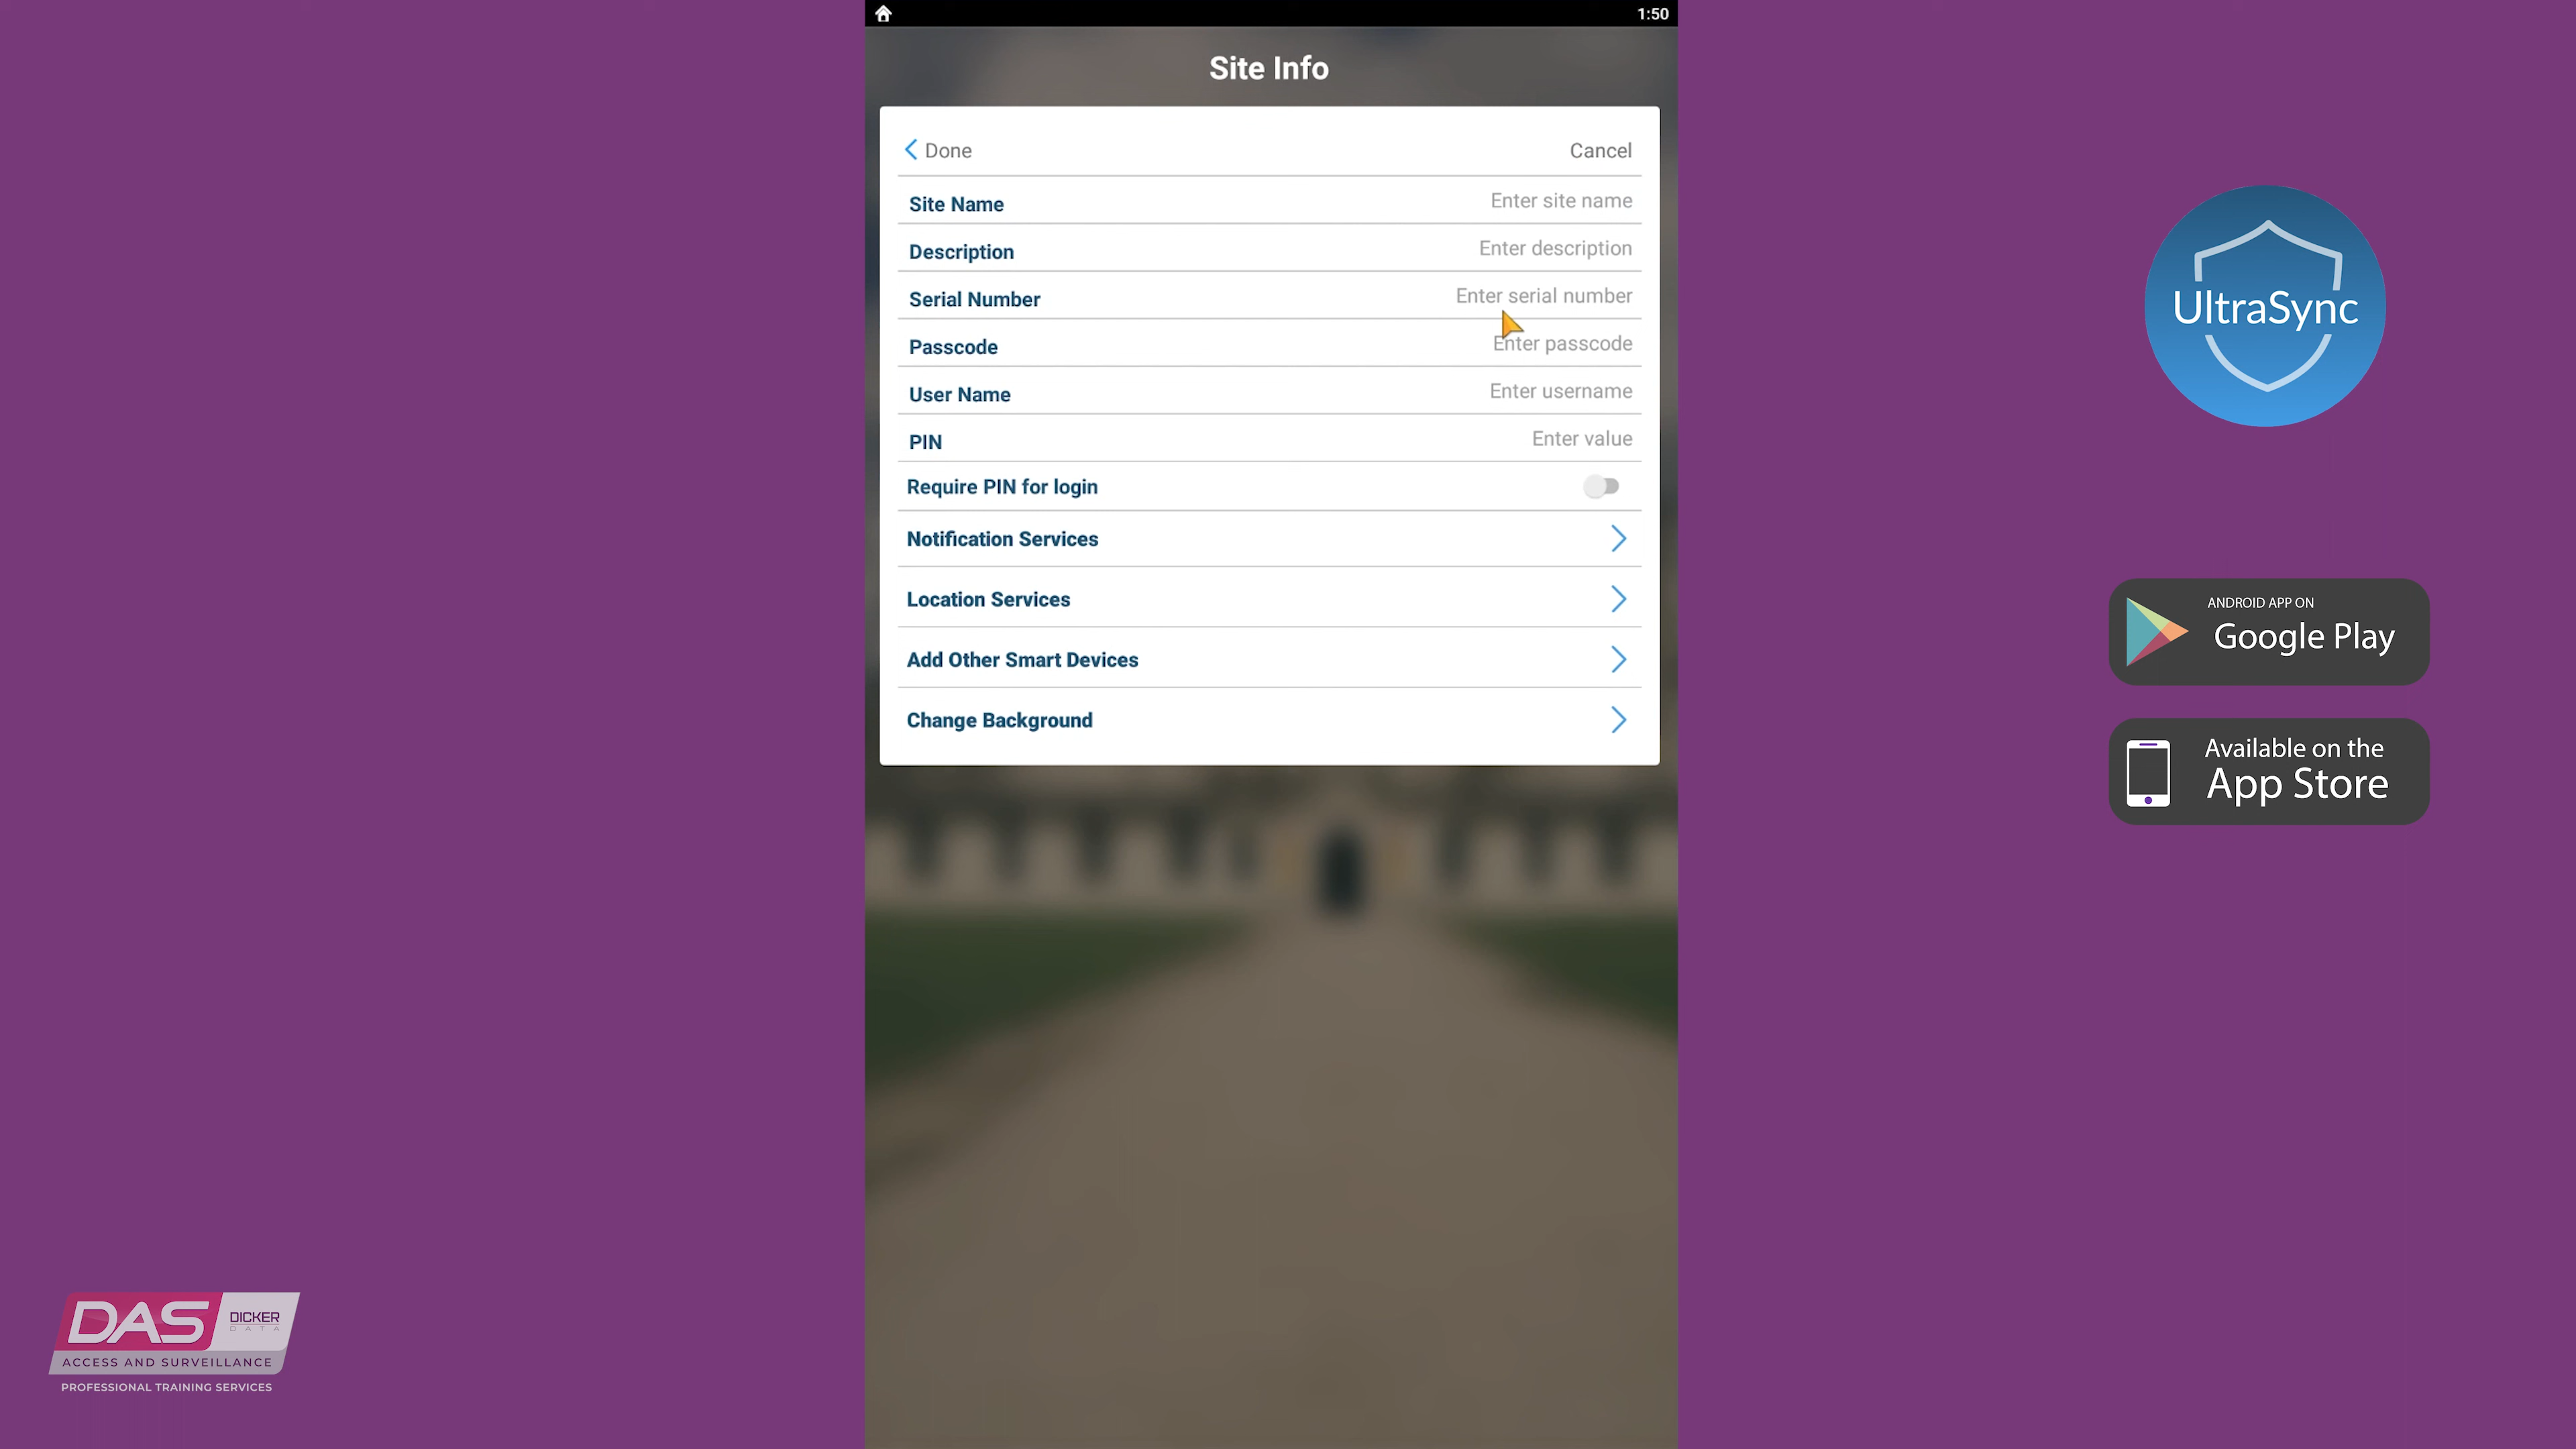 1:50
Site Info
Done
Cancel
Site Name
Enter site name
Description
Enter description
Serial Number
Enter serial number
Passcode
Enter passcode
User Name
Enter username
PIN
Enter value
Require PIN for login
Notification Services
Location Services
Add Other Smart Devices
Change Background
UltraSync
ANDROID APP ON
Google Play
Available on the
App Store
DAS
DICKER
DATA
ACCESS AND SURVEILLANCE
PROFESSIONAL TRAINING SERVICES